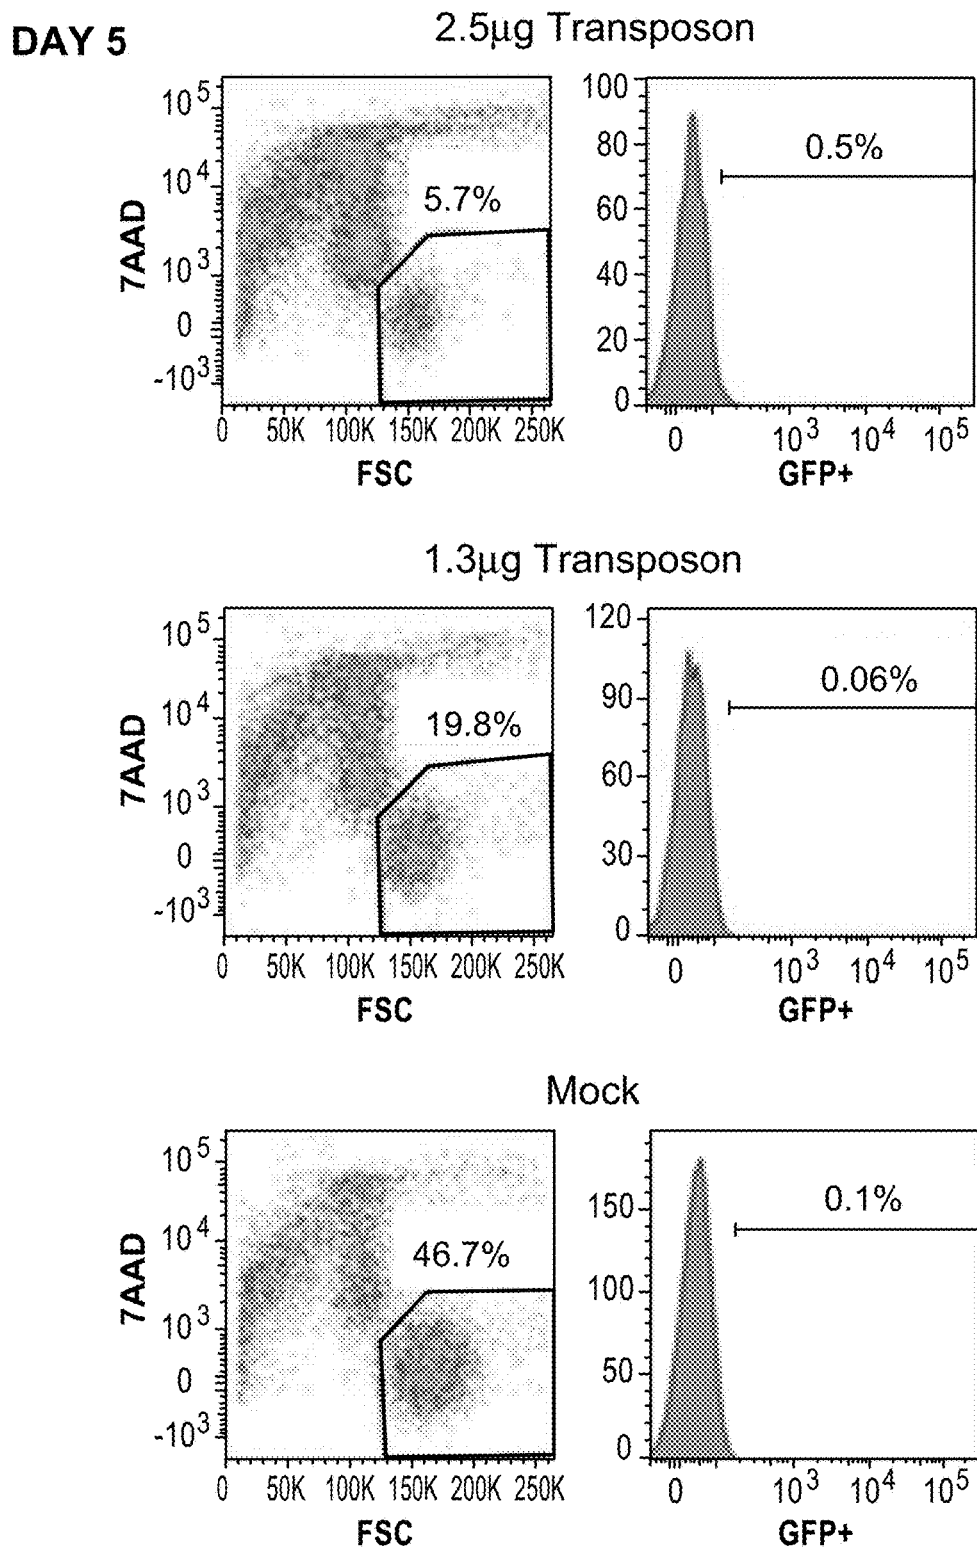 DAY 5
2.5µg Transposon
10^5
10^4
10^3
0
-10^3
7AAD
5.7%
0 50K 100K 150K 200K 250K
FSC
100
80
60
40
20
0
0.5%
0 10^3 10^4 10^5
GFP+
1.3µg Transposon
10^5
10^4
10^3
0
-10^3
7AAD
19.8%
0 50K 100K 150K 200K 250K
FSC
120
90
60
30
0
0.06%
0 10^3 10^4 10^5
GFP+
Mock
10^5
10^4
10^3
0
-10^3
7AAD
46.7%
0 50K 100K 150K 200K 250K
FSC
150
100
50
0
0.1%
0 10^3 10^4 10^5
GFP+